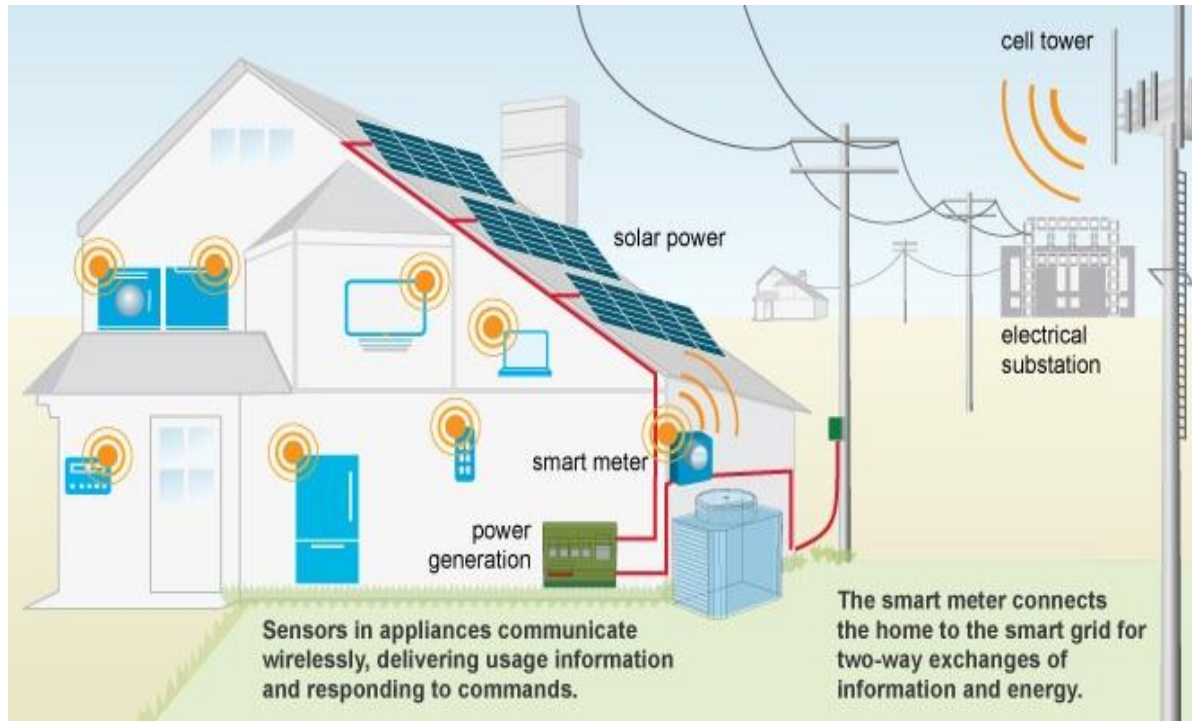 cell tower
solar power
electrical
substation
smart meter
power
generation
Sensors in appliances communicate
wirelessly, delivering usage information
and responding to commands.
The smart meter connects
the home to the smart grid for
two-way exchanges of
information and energy.